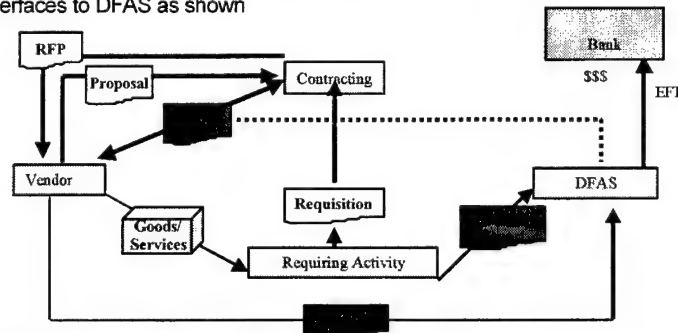 erfaces to DFAS as shown
RFP
Bank
Proposal
Contracting
$$$
EFT
Vendor
DFAS
Requisition
Goods/
Services
Requiring Activity